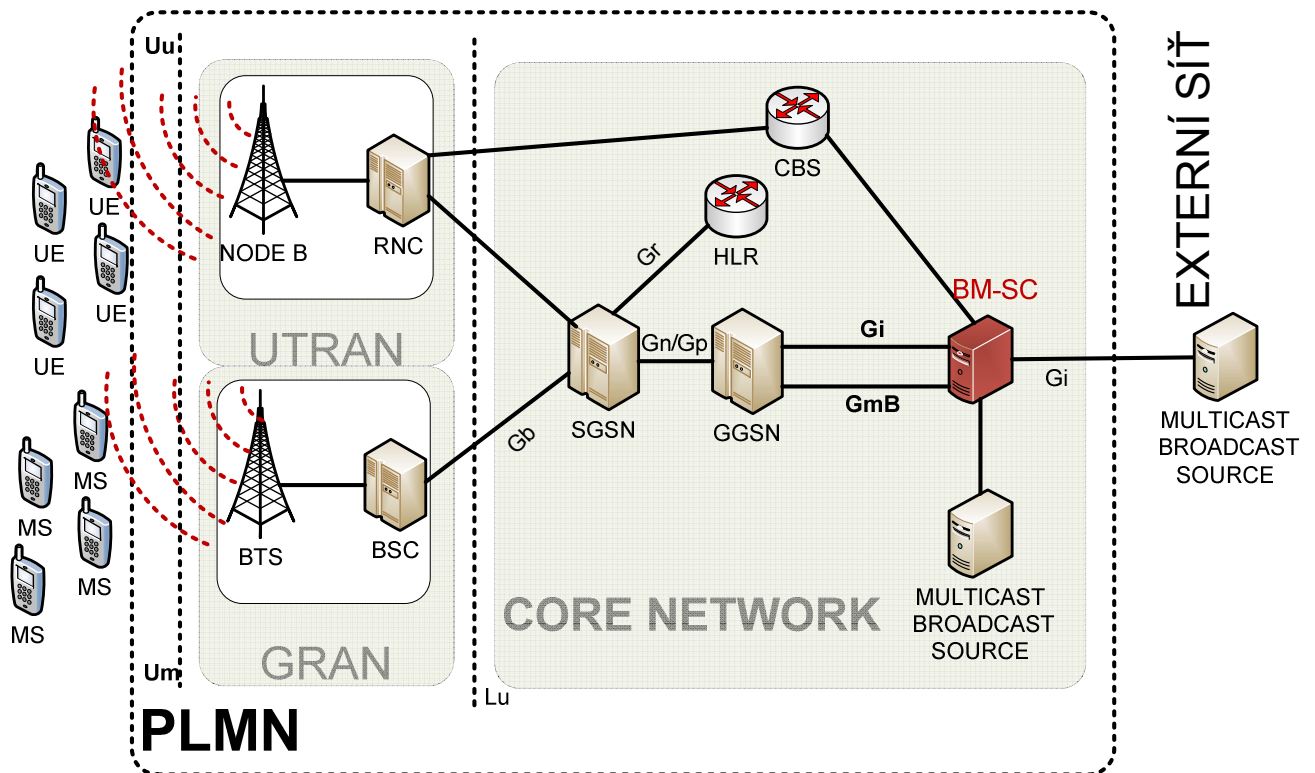 Uu
EXTERNÍ SÍŤ
CBS
UE
UE
UE
UE
NODE B
RNC
HLR
Gr
BM-SC
UTRAN
Gn/Gp
Gi
Gi
GmB
SGSN
GGSN
Gb
MULTICAST
BROADCAST
SOURCE
MS
MS
MS
MS
BTS
BSC
MULTICAST
BROADCAST
SOURCE
CORE NETWORK
GRAN
Um
Lu
PLMN